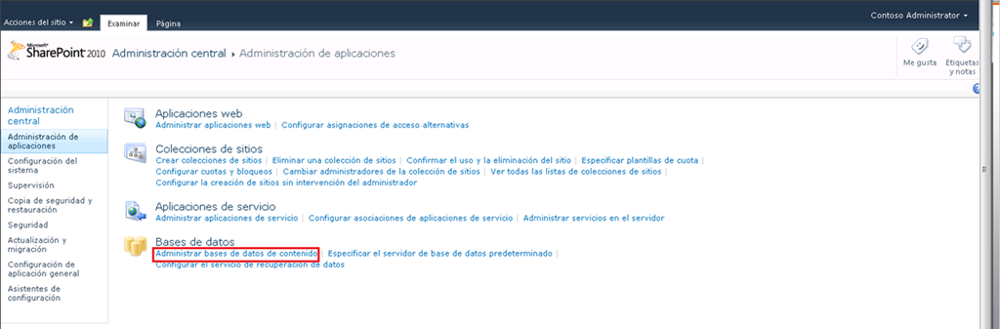 Acciones del sitio
Examinar
Página
Contoso Administrator
Microsoft
SharePoint 2010
Administración central
Administración de aplicaciones
Me gusta
Etiquetas
y notas
Administración
central
Administración de
aplicaciones
Configuración del
sistema
Supervisión
Copia de seguridad y
restauración
Seguridad
Actualización y
migración
Configuración de
aplicación general
Asistentes de
configuración
Aplicaciones web
Administrar aplicaciones web | Configurar asignaciones de acceso alternativas
Colecciones de sitios
Crear colecciones de sitios | Eliminar una colección de sitios | Confirmar el uso y la eliminación del sitio | Especificar plantillas de cuota |
Configurar cuotas y bloqueos | Cambiar administradores de la colección de sitios | Ver todas las listas de colecciones de sitios |
Configurar la creación de sitios sin intervención del administrador
Aplicaciones de servicio
Administrar aplicaciones de servicio | Configurar asociaciones de aplicaciones de servicio | Administrar servicios en el servidor
Bases de datos
Administrar bases de datos de contenido | Especificar el servidor de base de datos predeterminado |
Configurar el servicio de recuperación de datos